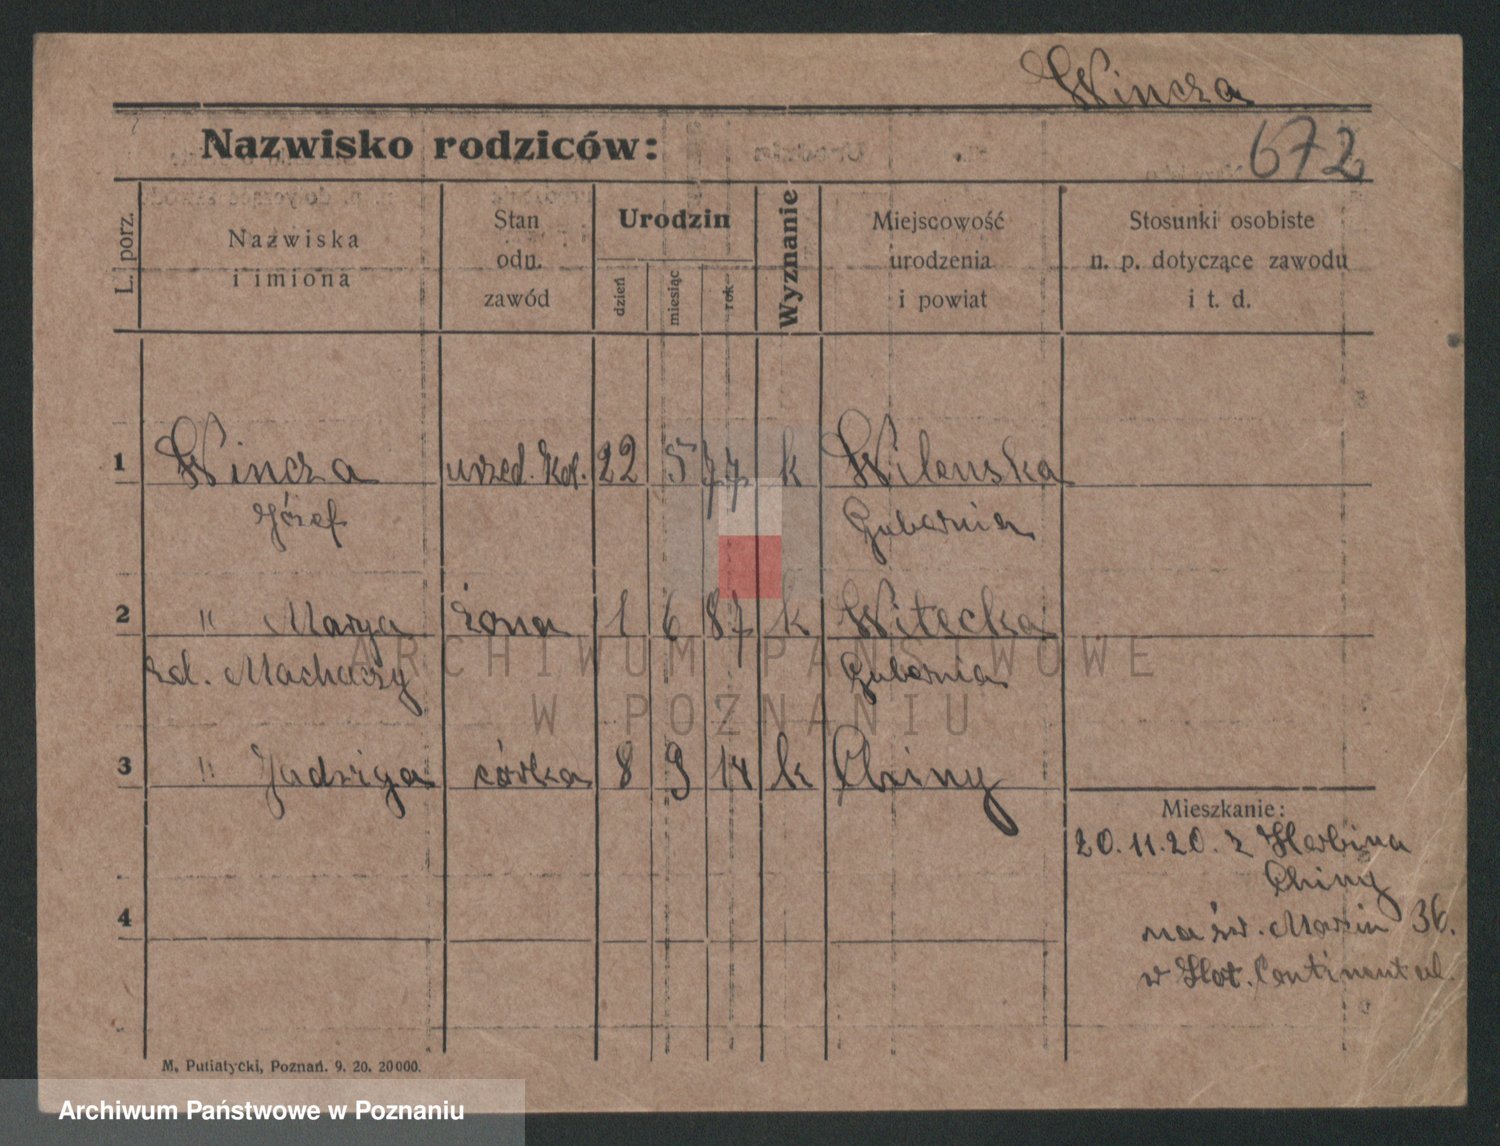 Wincza
Nazwisko rodziców:
672
L. porz.
Nazwiska
i imiona
Stan
odn.
zawód
Urodzin
dzień
miesiąc
rok
Wyznanie
Miejscowość
urodzenia
i powiat
Stosunki osobiste
n. p. dotyczące zawodu
i t. d.
1 Wincza urzed. kol. 22 5 77 k Wilenska
Józef Gubernia
2 " Marya żona 1 6 87 k Witecka
zd. Machaczy Gubernia
3 " Jadwiga córka 8 9 14 k Chiny
Mieszkanie:
20.11.20. z Harbina
Chiny
4
na św. Marcin 36.
w Hot. Continental.
M. Putiatycki, Poznań. 9. 20. 20000.
ARCHIWUM PAŃSTWOWE
W POZNANIU
Archiwum Państwowe w Poznaniu